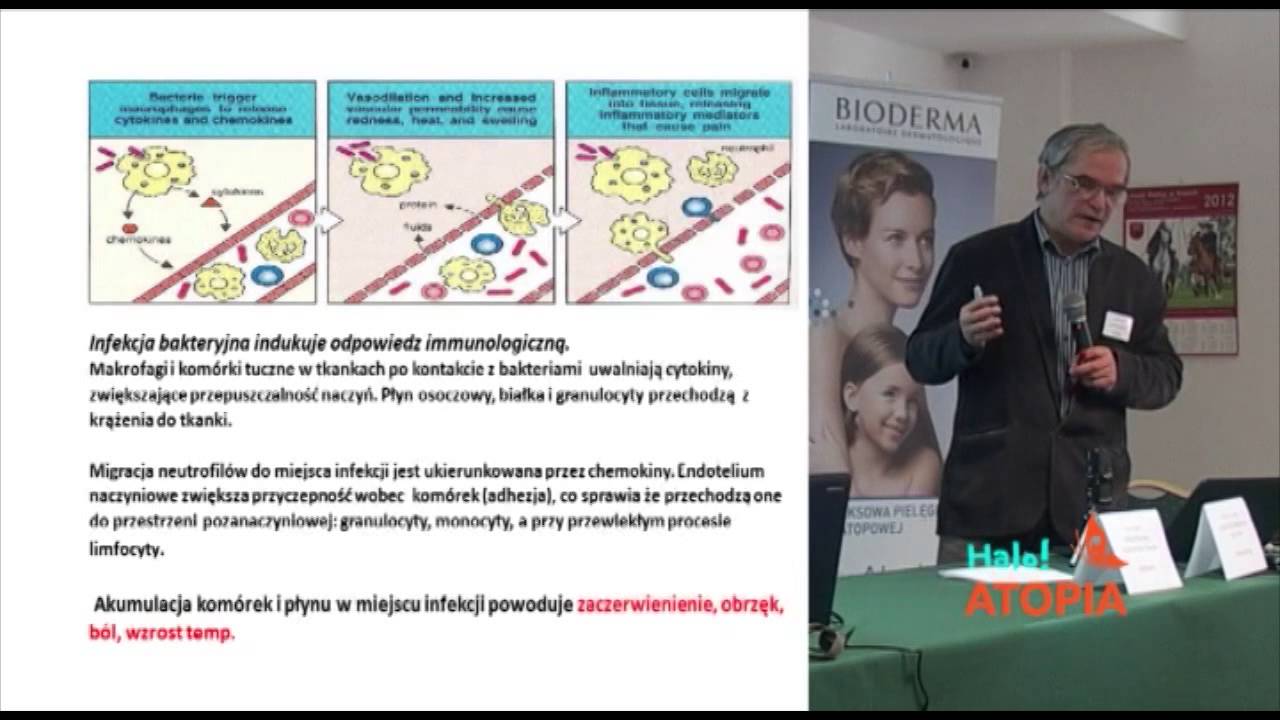 Bacteria trigger
macrophages to release
cytokines and chemokines
Vasodilation and increased
vascular permeability cause
redness, heat, and swelling
Inflammatory cells migrate
into tissue, releasing
inflammatory mediators
that cause pain
cytokines
chemokines
protein
fluids
neutrophil
Infekcja bakteryjna indukuje odpowiedz immunologiczną.
Makrofagi i komórki tuczne w tkankach po kontakcie z bakteriami uwalniają cytokiny,
zwiększające przepuszczalność naczyń. Płyn osoczowy, białka i granulocyty przechodzą z
krążenia do tkanki.
Migracja neutrofilów do miejsca infekcji jest ukierunkowana przez chemokiny. Endotelium
naczyniowe zwiększa przyczepność wobec komórek (adhezja), co sprawia że przechodzą one
do przestrzeni pozanaczyniowej: granulocyty, monocyty, a przy przewlekłym procesie
limfocyty.
Akumulacja komórek i płynu w miejscu infekcji powoduje zaczerwienienie, obrzęk,
ból, wzrost temp.
BIODERMA
LABORATOIRE DERMATOLOGIQUE
2012
KSOWA PIELĘG
ATOPOWEJ
Halo!
ATOPIA